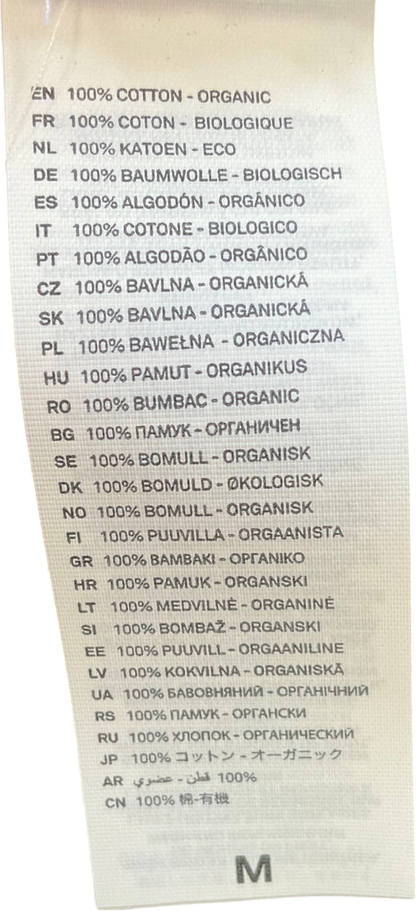 EN 100% COTTON - ORGANIC
FR 100% COTON - BIOLOGIQUE
NL 100% KATOEN - ECO
DE 100% BAUMWOLLE - BIOLOGISCH
ES 100% ALGODÓN - ORGÁNICO
IT 100% COTONE - BIOLOGICO
PT 100% ALGODÃO - ORGÂNICO
CZ 100% BAVLNA - ORGANICKÁ
SK 100% BAVLNA - ORGANICKÁ
PL 100% BAWEŁNA - ORGANICZNA
HU 100% PAMUT - ORGANIKUS
RO 100% BUMBAC - ORGANIC
BG 100% ПАМУК - ОРГАНИЧЕН
SE 100% BOMULL - ORGANISK
DK 100% BOMULD - ØKOLOGISK
NO 100% BOMULL - ORGANISK
FI 100% PUUVILLA - ORGAANISTA
GR 100% ΒΑΜΒΑΚΙ - ΟΡΓΑΝΙΚΟ
HR 100% PAMUK - ORGANSKI
LT 100% MEDVILNĖ - ORGANINĖ
SI 100% BOMBAŽ - ORGANSKI
EE 100% PUUVILL - ORGAANILINE
LV 100% KOKVILNA - ORGANISKĀ
UA 100% БАВОВНЯНИЙ - ОРГАНІЧНИЙ
RS 100% ПАМУК - ОРГАНСКИ
RU 100% ХЛОПОК - ОРГАНИЧЕСКИЙ
JP 100% コットン - オーガニック
AR 100% قطن - عضوي
CN 100% 棉-有機
M